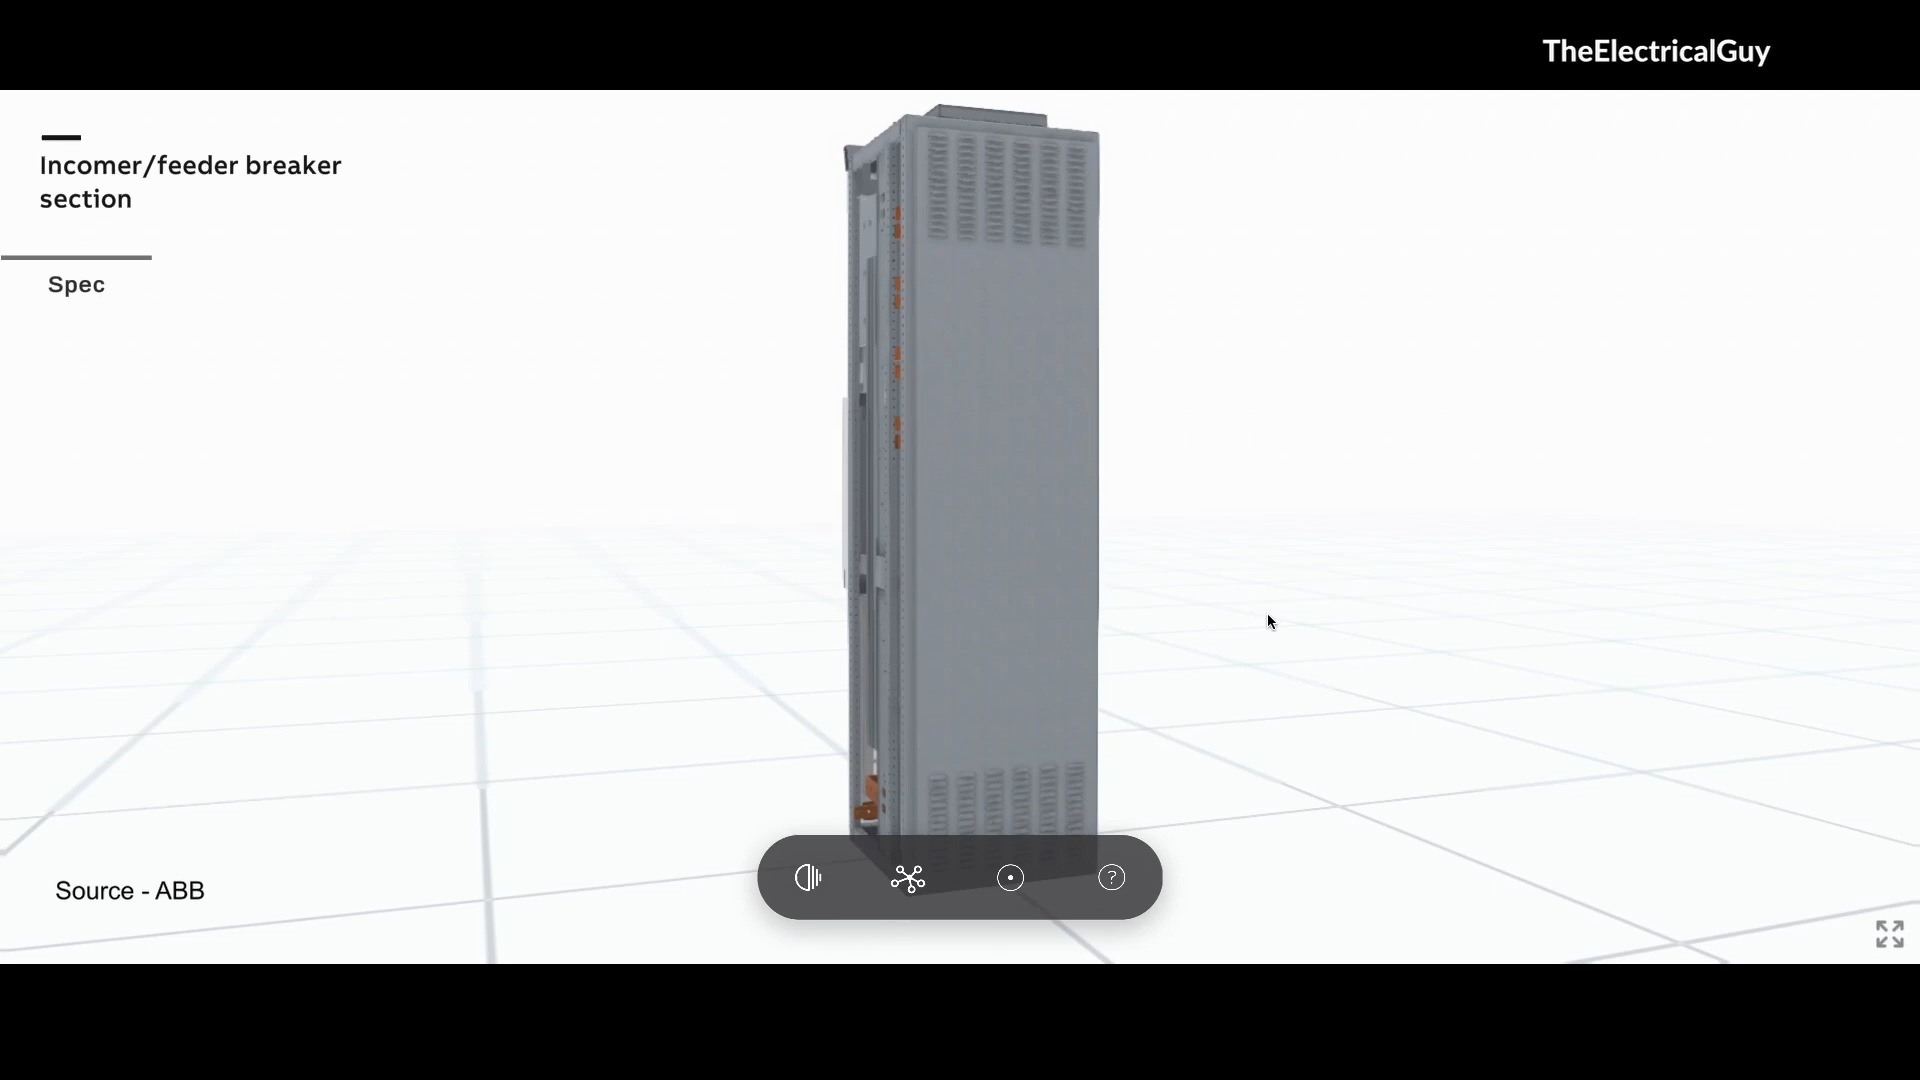 TheElectricalGuy
Incomer/feeder breaker
section
Spec
Source - ABB
?